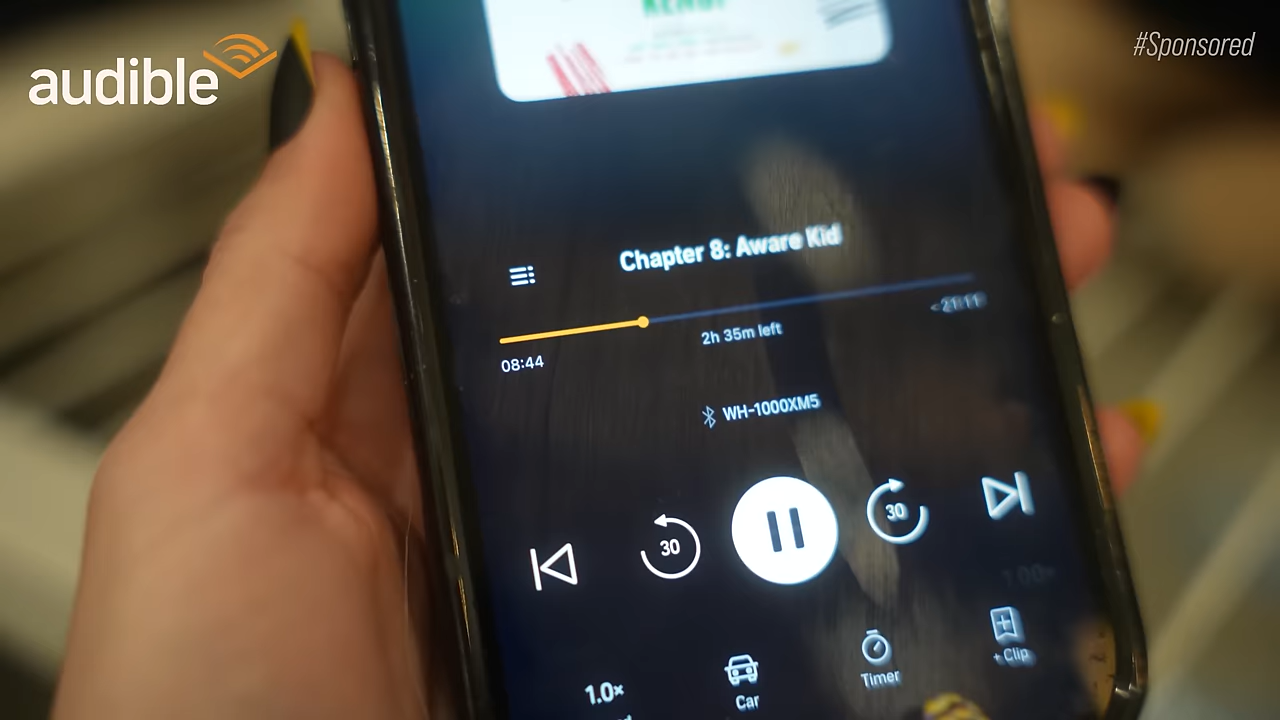 audible
#Sponsored
Chapter 8: Aware Kid
2h 35m left
08:44
WH-1000XM5
30
30
1.0×
Car
Timer
+ Clip